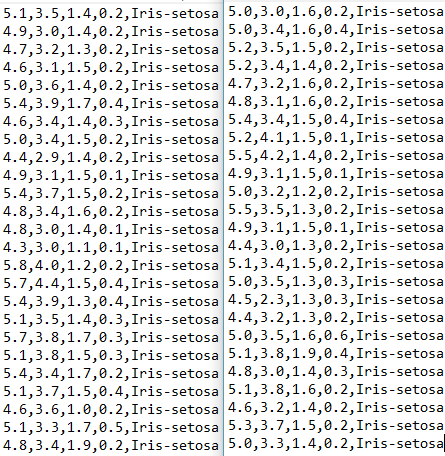 5.1,3.5,1.4,0.2,Iris-setosa
4.9,3.0,1.4,0.2,Iris-setosa
4.7,3.2,1.3,0.2,Iris-setosa
4.6,3.1,1.5,0.2,Iris-setosa
5.0,3.6,1.4,0.2,Iris-setosa
5.4,3.9,1.7,0.4,Iris-setosa
4.6,3.4,1.4,0.3,Iris-setosa
5.0,3.4,1.5,0.2,Iris-setosa
4.4,2.9,1.4,0.2,Iris-setosa
4.9,3.1,1.5,0.1,Iris-setosa
5.4,3.7,1.5,0.2,Iris-setosa
4.8,3.4,1.6,0.2,Iris-setosa
4.8,3.0,1.4,0.1,Iris-setosa
4.3,3.0,1.1,0.1,Iris-setosa
5.8,4.0,1.2,0.2,Iris-setosa
5.7,4.4,1.5,0.4,Iris-setosa
5.4,3.9,1.3,0.4,Iris-setosa
5.1,3.5,1.4,0.3,Iris-setosa
5.7,3.8,1.7,0.3,Iris-setosa
5.1,3.8,1.5,0.3,Iris-setosa
5.4,3.4,1.7,0.2,Iris-setosa
5.1,3.7,1.5,0.4,Iris-setosa
4.6,3.6,1.0,0.2,Iris-setosa
5.1,3.3,1.7,0.5,Iris-setosa
4.8,3.4,1.9,0.2,Iris-setosa
5.0,3.0,1.6,0.2,Iris-setosa
5.0,3.4,1.6,0.4,Iris-setosa
5.2,3.5,1.5,0.2,Iris-setosa
5.2,3.4,1.4,0.2,Iris-setosa
4.7,3.2,1.6,0.2,Iris-setosa
4.8,3.1,1.6,0.2,Iris-setosa
5.4,3.4,1.5,0.4,Iris-setosa
5.2,4.1,1.5,0.1,Iris-setosa
5.5,4.2,1.4,0.2,Iris-setosa
4.9,3.1,1.5,0.1,Iris-setosa
5.0,3.2,1.2,0.2,Iris-setosa
5.5,3.5,1.3,0.2,Iris-setosa
4.9,3.1,1.5,0.1,Iris-setosa
4.4,3.0,1.3,0.2,Iris-setosa
5.1,3.4,1.5,0.2,Iris-setosa
5.0,3.5,1.3,0.3,Iris-setosa
4.5,2.3,1.3,0.3,Iris-setosa
4.4,3.2,1.3,0.2,Iris-setosa
5.0,3.5,1.6,0.6,Iris-setosa
5.1,3.8,1.9,0.4,Iris-setosa
4.8,3.0,1.4,0.3,Iris-setosa
5.1,3.8,1.6,0.2,Iris-setosa
4.6,3.2,1.4,0.2,Iris-setosa
5.3,3.7,1.5,0.2,Iris-setosa
5.0,3.3,1.4,0.2,Iris-setosa